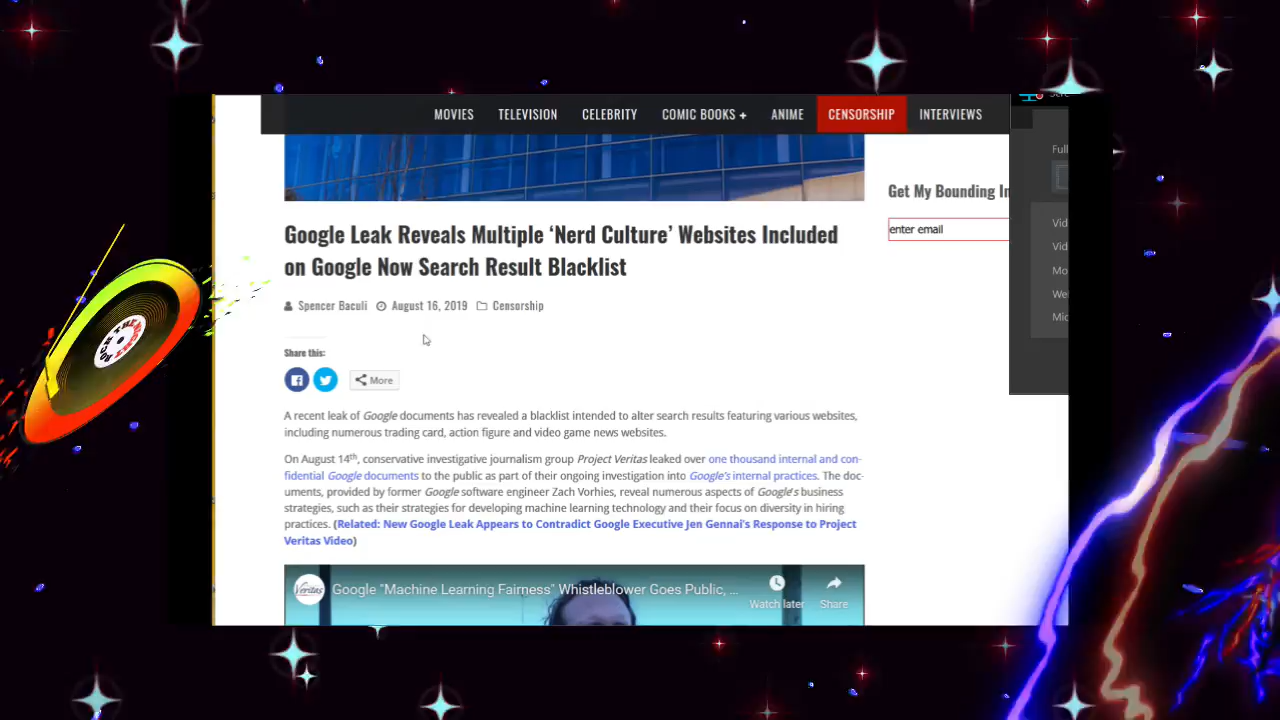 MOVIES TELEVISION CELEBRITY COMIC BOOKS + ANIME CENSORSHIP INTERVIEWS
Full
Get My Bounding In
enter email
Vid
Vid
Mo
We
Mic
Google Leak Reveals Multiple ‘Nerd Culture’ Websites Included
on Google Now Search Result Blacklist
Spencer Baculi August 16, 2019 Censorship
Share this:
More
A recent leak of Google documents has revealed a blacklist intended to alter search results featuring various websites,
including numerous trading card, action figure and video game news websites.
On August 14th, conservative investigative journalism group Project Veritas leaked over one thousand internal and con-
fidential Google documents to the public as part of their ongoing investigation into Google's internal practices. The doc-
uments, provided by former Google software engineer Zach Vorhies, reveal numerous aspects of Google's business
strategies, such as their strategies for developing machine learning technology and their focus on diversity in hiring
practices. (Related: New Google Leak Appears to Contradict Google Executive Jen Gennai's Response to Project
Veritas Video)
Veritas
Google "Machine Learning Fairness" Whistleblower Goes Public, ...
Watch later Share